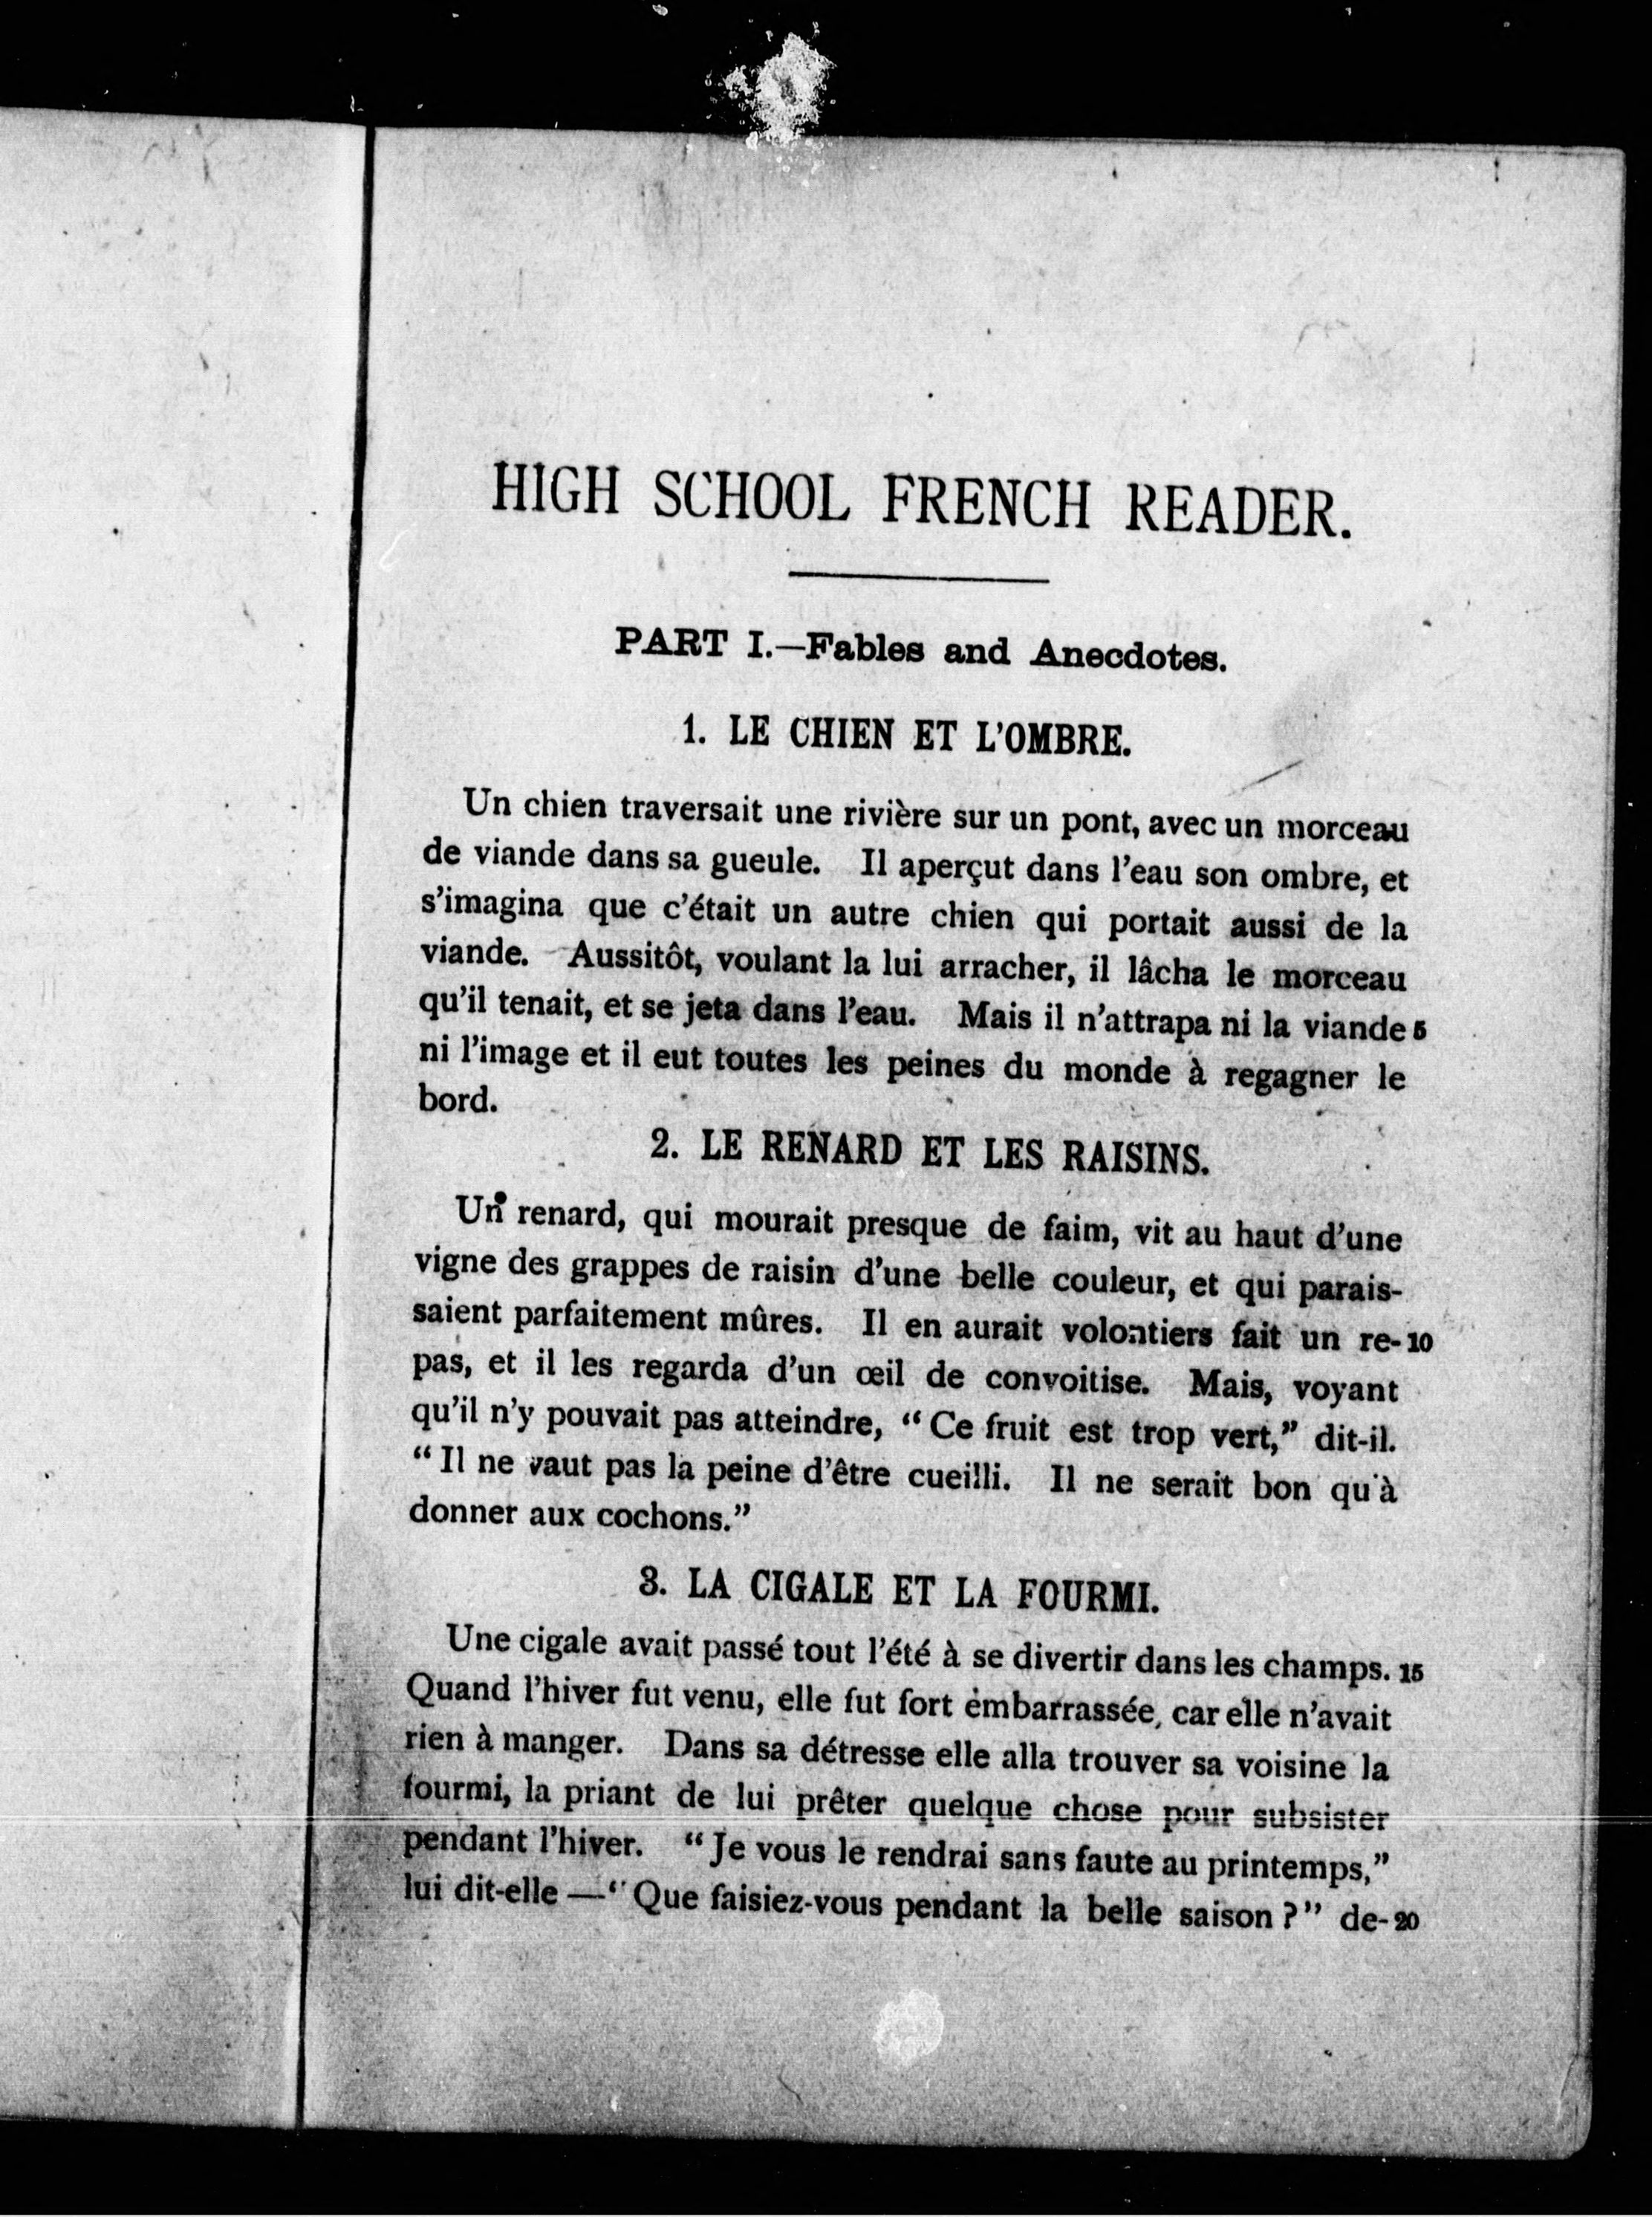 HIGH SCHOOL FRENCH READER.
PART I.—Fables and Anecdotes.
1. LE CHIEN ET L'OMBRE.
Un chien traversait une rivière sur un pont, avec un morceau
de viande dans sa gueule. Il aperçut dans l'eau son ombre, et
s'imagina que c'était un autre chien qui portait aussi de la
viande. Aussitôt, voulant la lui arracher, il lâcha le morceau
qu'il tenait, et se jeta dans l'eau. Mais il n'attrapa ni la viande 5
ni l'image et il eut toutes les peines du monde à regagner le
bord.
2. LE RENARD ET LES RAISINS.
Un renard, qui mourait presque de faim, vit au haut d'une
vigne des grappes de raisin d'une belle couleur, et qui parais-
saient parfaitement mûres. Il en aurait volontiers fait un re- 10
pas, et il les regarda d'un œil de convoitise. Mais, voyant
qu'il n'y pouvait pas atteindre, “Ce fruit est trop vert,” dit-il.
“Il ne vaut pas la peine d'être cueilli. Il ne serait bon qu'à
donner aux cochons.”
3. LA CIGALE ET LA FOURMI.
Une cigale avait passé tout l'été à se divertir dans les champs. 15
Quand l'hiver fut venu, elle fut fort embarrassée, car elle n'avait
rien à manger. Dans sa détresse elle alla trouver sa voisine la
fourmi, la priant de lui prêter quelque chose pour subsister
pendant l'hiver. “Je vous le rendrai sans faute au printemps,”
lui dit-elle —“Que faisiez-vous pendant la belle saison ?” de- 20